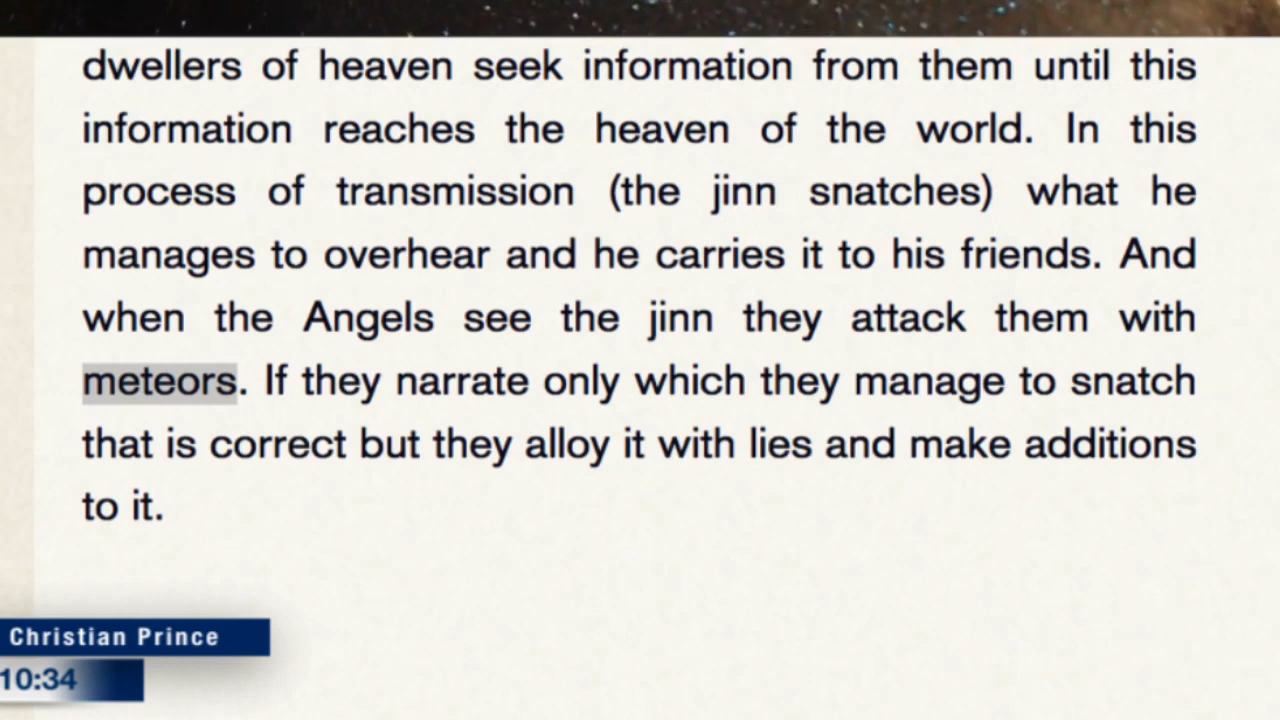 dwellers of heaven seek information from them until this
information reaches the heaven of the world. In this
process of transmission (the jinn snatches) what he
manages to overhear and he carries it to his friends. And
when the Angels see the jinn they attack them with
meteors. If they narrate only which they manage to snatch
that is correct but they alloy it with lies and make additions
to it.
Christian Prince
10:34